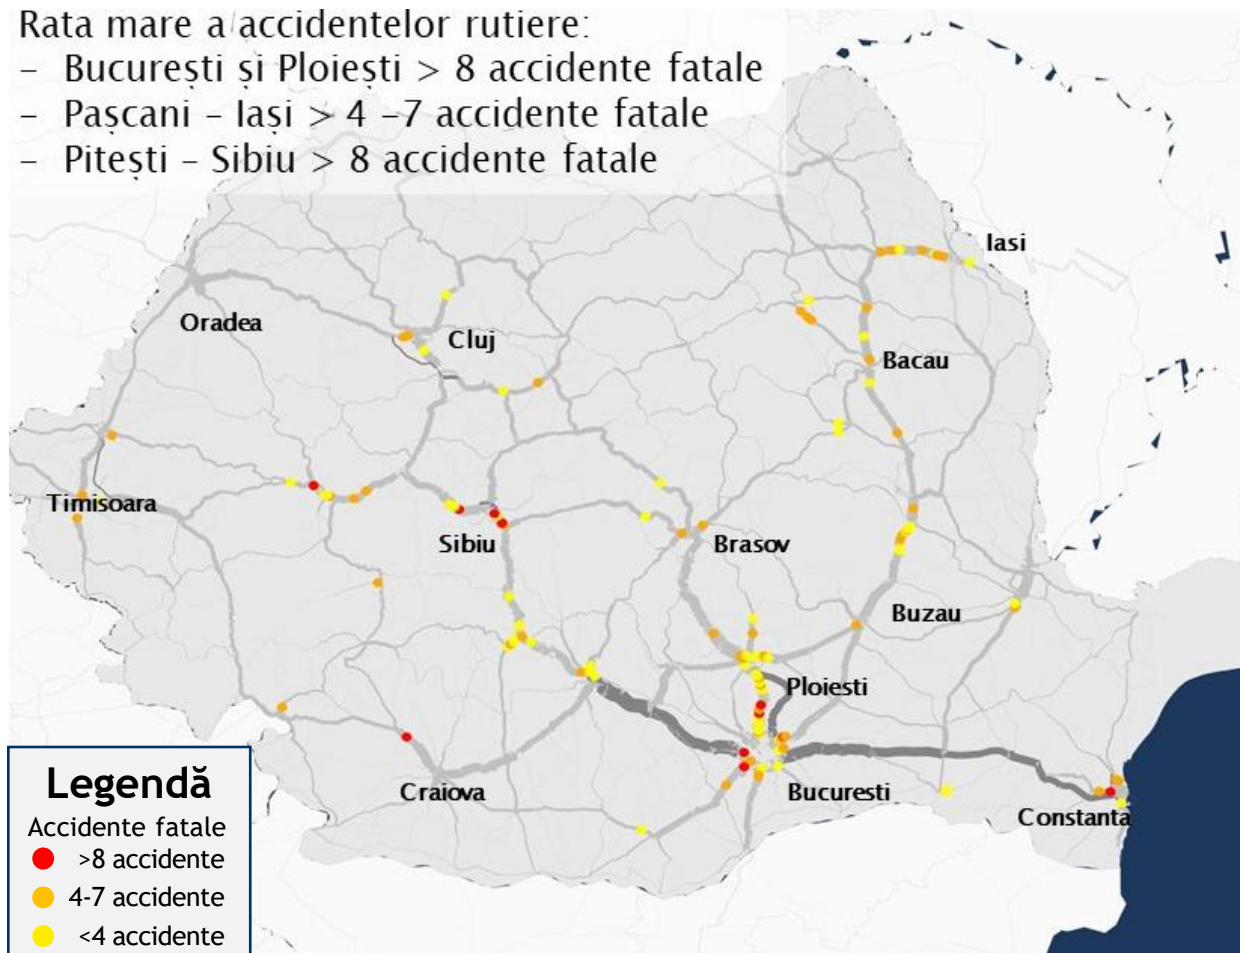 Rata mare a accidentelor rutiere:
– București și Ploiești > 8 accidente fatale
– Pașcani – Iași > 4 –7 accidente fatale
– Pitești – Sibiu > 8 accidente fatale
Iasi
Oradea
Cluj
Bacau
Timisoara
Sibiu
Brasov
Buzau
Ploiesti
Craiova
Bucuresti
Constanta
Legendă
Accidente fatale
>8 accidente
4-7 accidente
<4 accidente